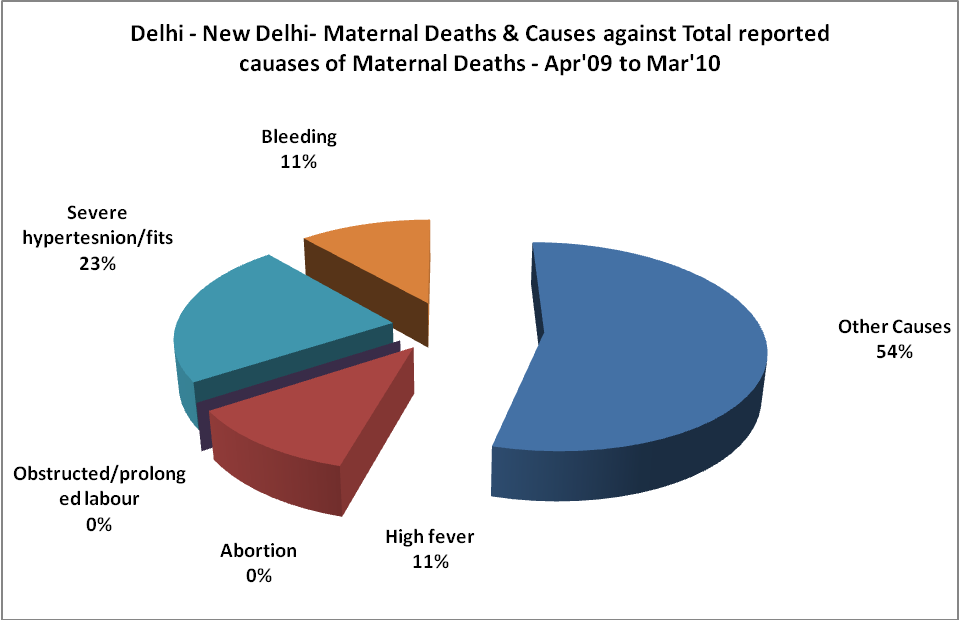 Delhi - New Delhi- Maternal Deaths & Causes against Total reported
cauases of Maternal Deaths - Apr'09 to Mar'10
Bleeding
11%
Severe
hypertesnion/fits
23%
Other Causes
54%
Obstructed/prolong
ed labour
0%
Abortion
0%
High fever
11%